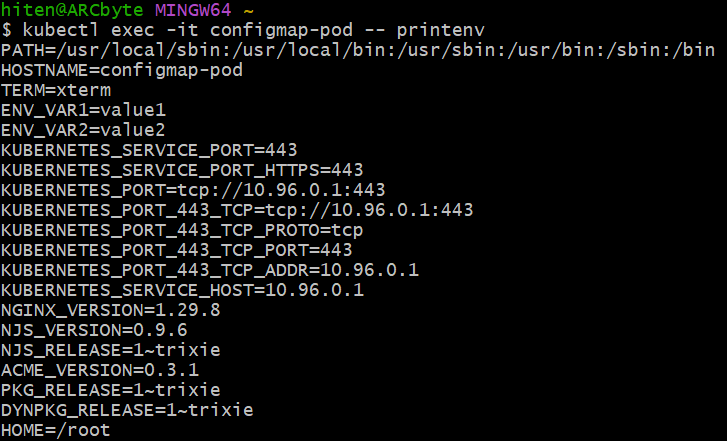 hiten@ARCbyte MINGW64 ~
$ kubectl exec -it configmap-pod -- printenv
PATH=/usr/local/sbin:/usr/local/bin:/usr/sbin:/usr/bin:/sbin:/bin
HOSTNAME=configmap-pod
TERM=xterm
ENV_VAR1=value1
ENV_VAR2=value2
KUBERNETES_SERVICE_PORT=443
KUBERNETES_SERVICE_PORT_HTTPS=443
KUBERNETES_PORT=tcp://10.96.0.1:443
KUBERNETES_PORT_443_TCP=tcp://10.96.0.1:443
KUBERNETES_PORT_443_TCP_PROTO=tcp
KUBERNETES_PORT_443_TCP_PORT=443
KUBERNETES_PORT_443_TCP_ADDR=10.96.0.1
KUBERNETES_SERVICE_HOST=10.96.0.1
NGINX_VERSION=1.29.8
NJS_VERSION=0.9.6
NJS_RELEASE=1~trixie
ACME_VERSION=0.3.1
PKG_RELEASE=1~trixie
DYNPKG_RELEASE=1~trixie
HOME=/root